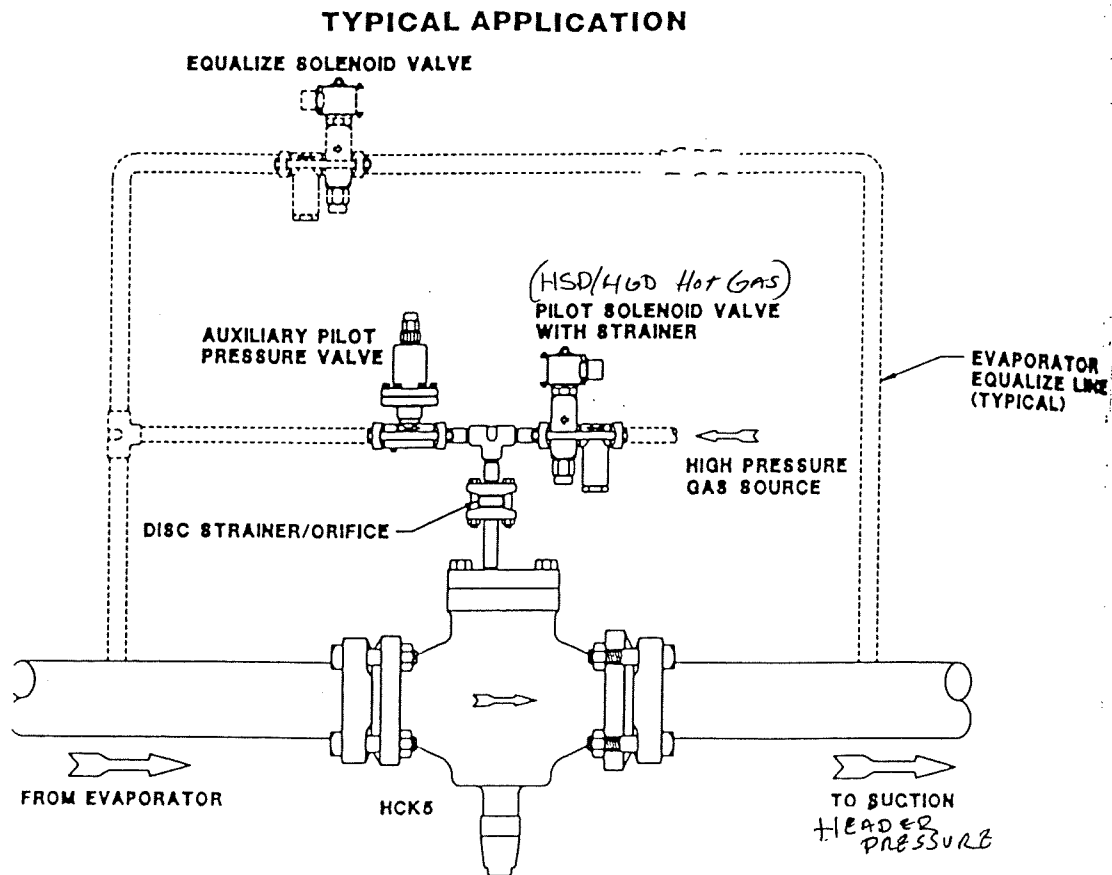 TYPICAL APPLICATION
EQUALIZE SOLENOID VALVE
(HSD/HGD HOT GAS)
PILOT SOLENOID VALVE
WITH STRAINER
AUXILIARY PILOT
PRESSURE VALVE
EVAPORATOR
EQUALIZE LINE
(TYPICAL)
HIGH PRESSURE
GAS SOURCE
DISC STRAINER/ORIFICE
FROM EVAPORATOR
HCK5
TO SUCTION
HEADER
PRESSURE